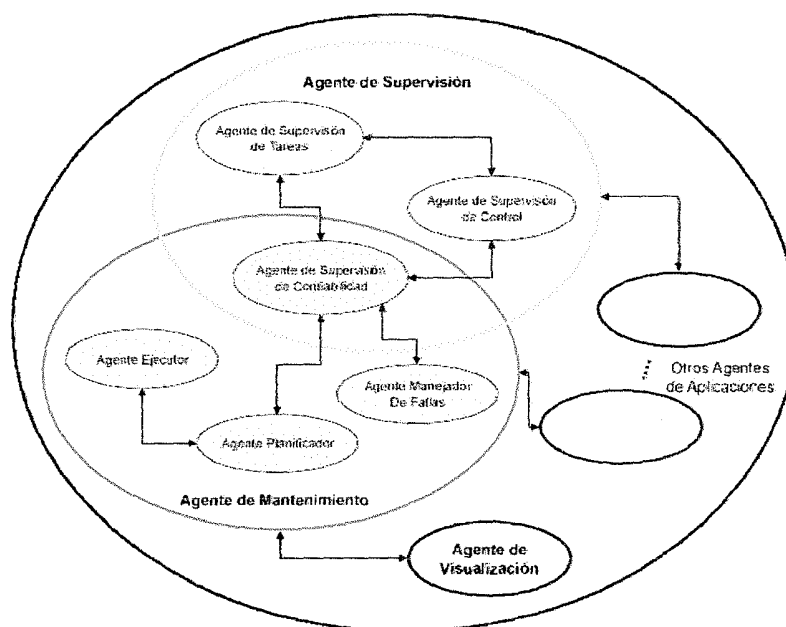 Agente de Supervisión
Agente de Supervisón
de Tareas
Agente de Supervisión
de Control
Agente de Supervisión
de Confiabilidad
Agente Ejecutor
Agente Manejador
De Fallas
Otros Agentes
de Aplicaciones
Agente Planificador
Agente de Mantenimiento
Agente de
Visualización